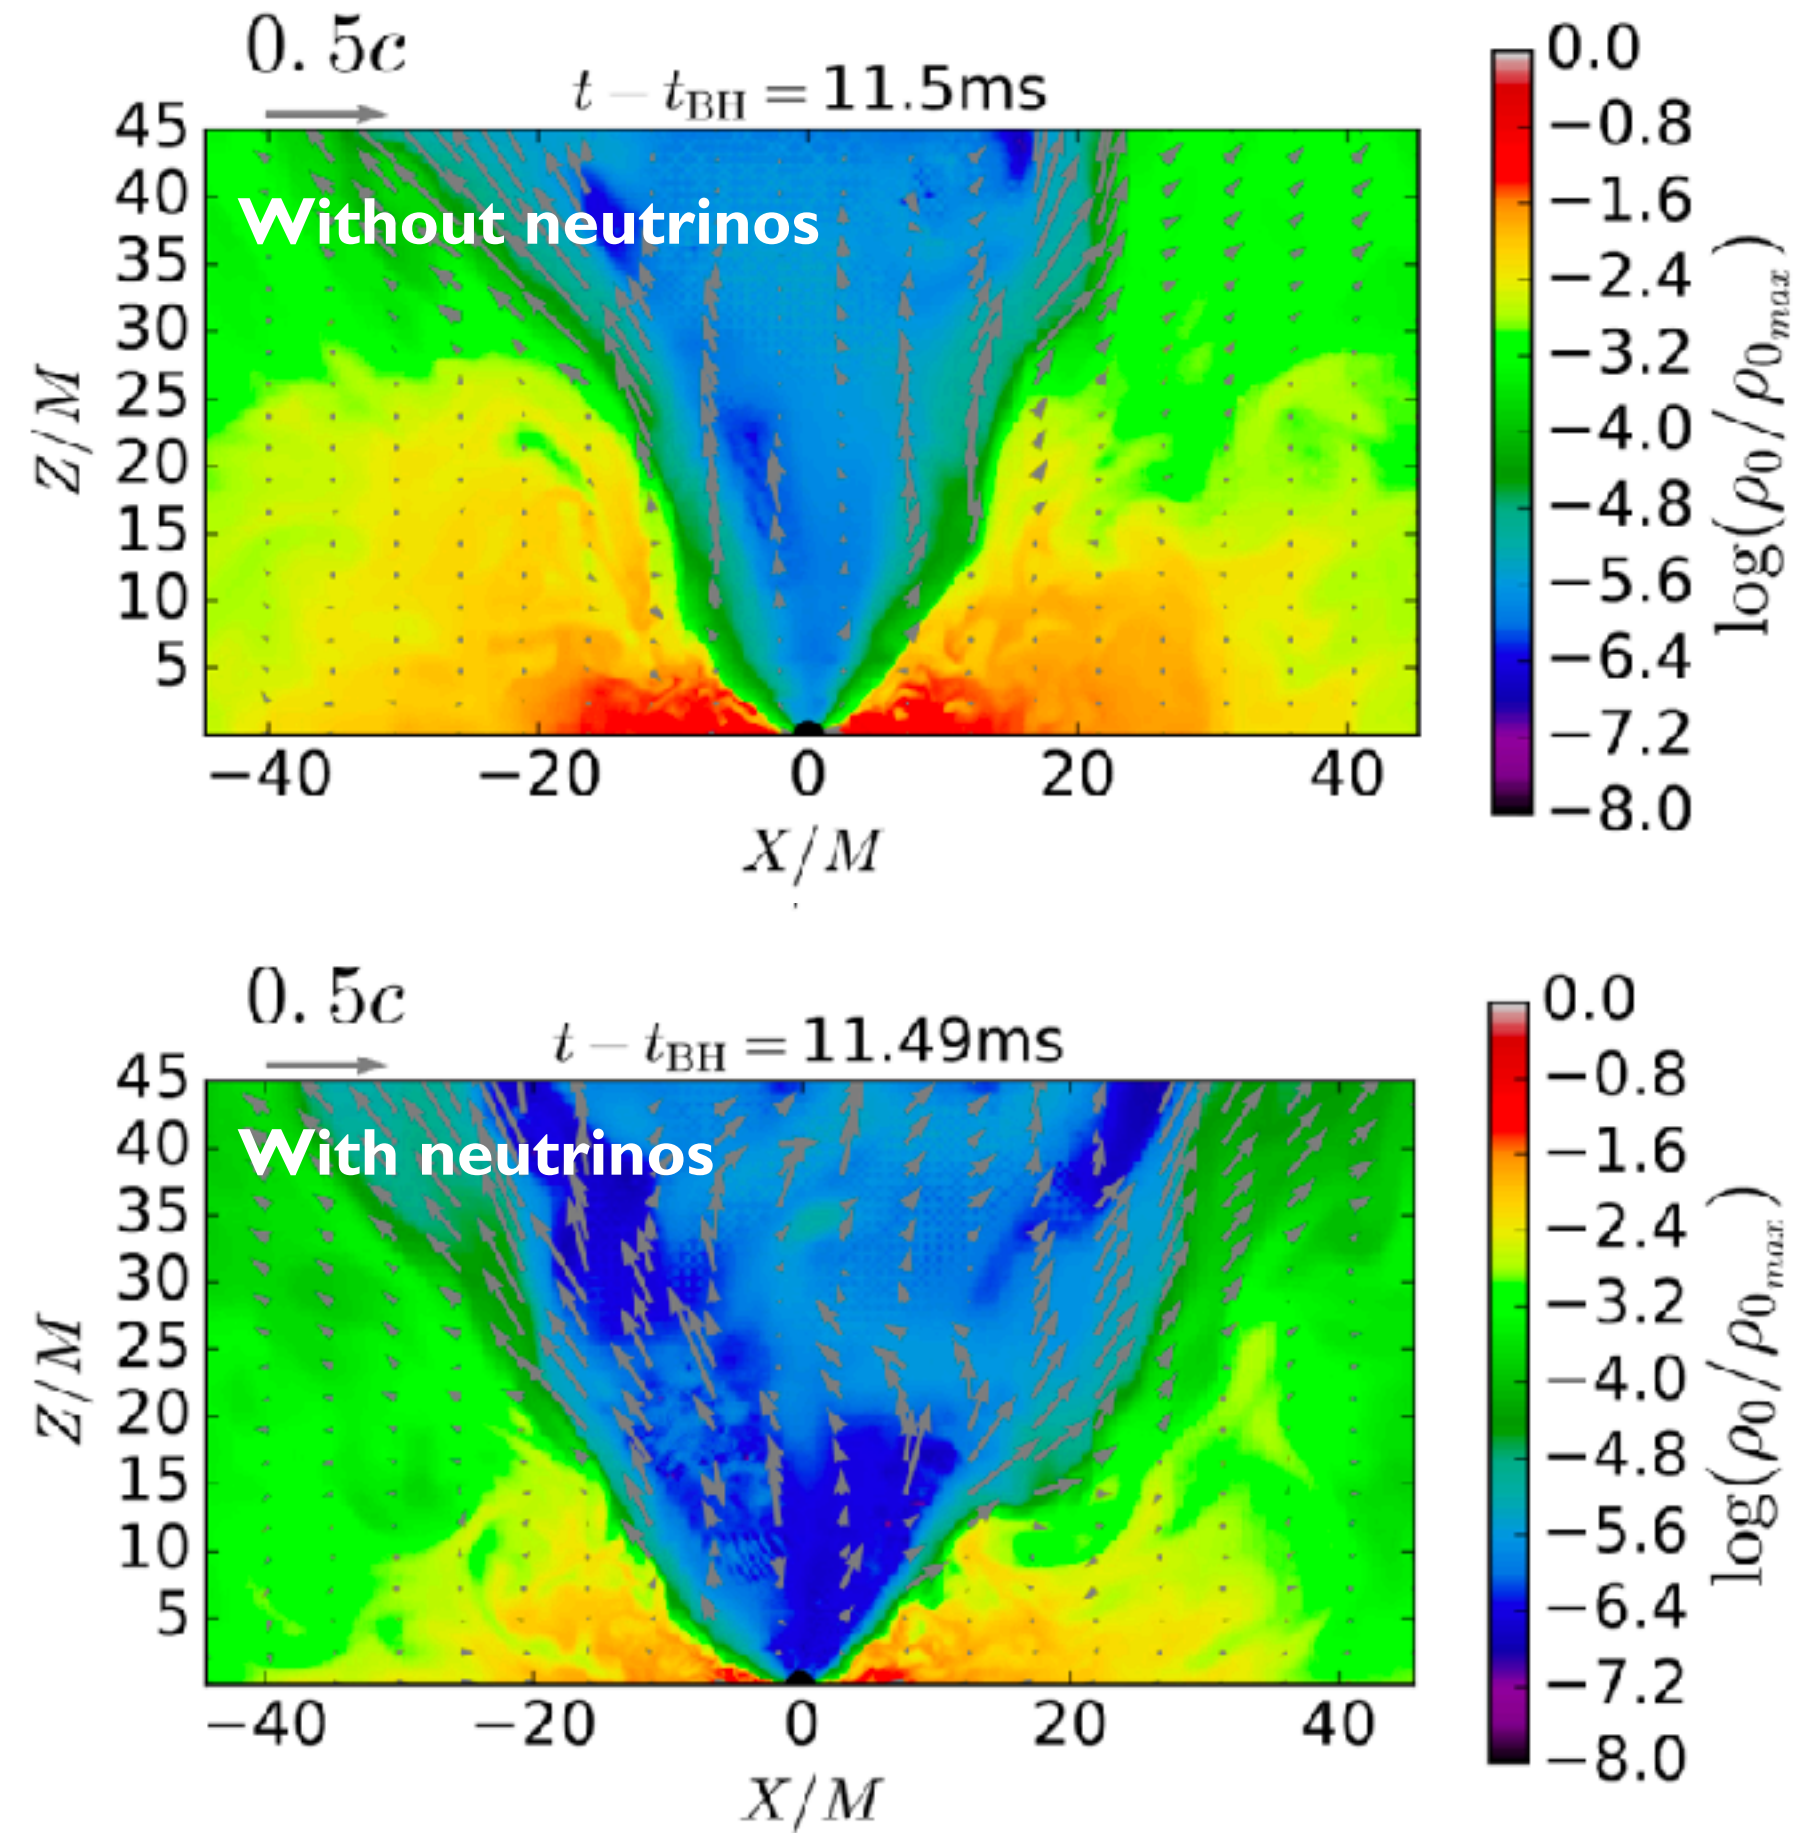 0.5c
t − t_BH = 11.5ms
Without neutrinos
45
40
35
30
25
20
15
10
5
Z/M
−40 −20 0 20 40
X/M
0.0
−0.8
−1.6
−2.4
−3.2
−4.0
−4.8
−5.6
−6.4
−7.2
−8.0
log(ρ₀/ρ₀_max)
0.5c
t − t_BH = 11.49ms
With neutrinos
45
40
35
30
25
20
15
10
5
Z/M
−40 −20 0 20 40
X/M
0.0
−0.8
−1.6
−2.4
−3.2
−4.0
−4.8
−5.6
−6.4
−7.2
−8.0
log(ρ₀/ρ₀_max)